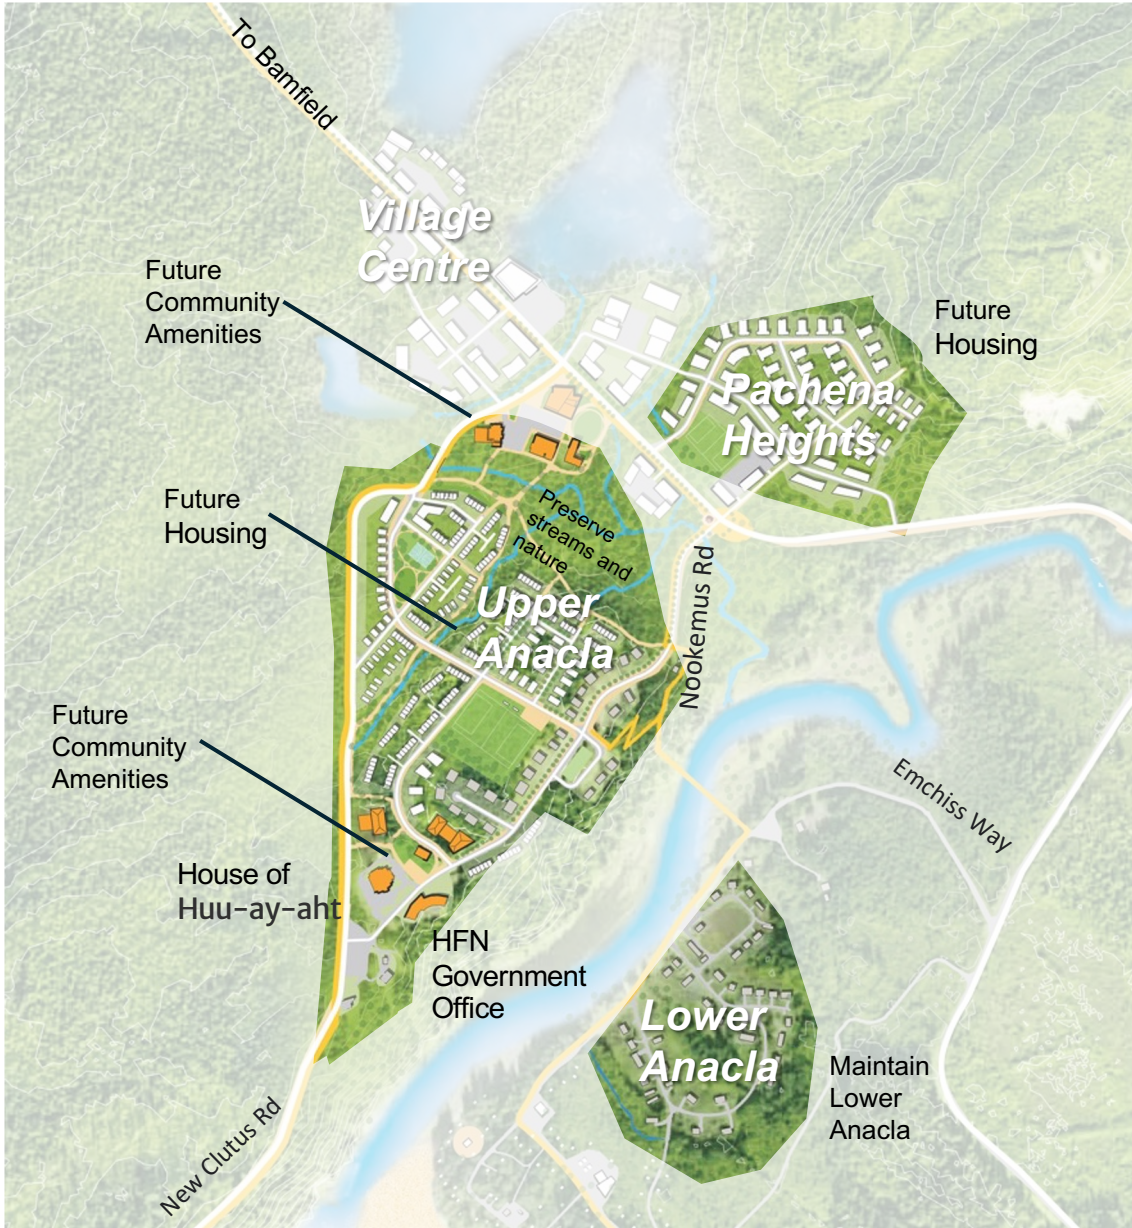 To Bamfield
Village
Centre
Future
Community
Amenities
Future
Housing
Pachena
Heights
Future
Housing
Preserve
streams and
nature
Upper
Anacla
Nookemus Rd
Future
Community
Amenities
Emchiss Way
House of
Huu-ay-aht
HFN
Government
Office
Lower
Anacla
Maintain
Lower
Anacla
New Clutus Rd